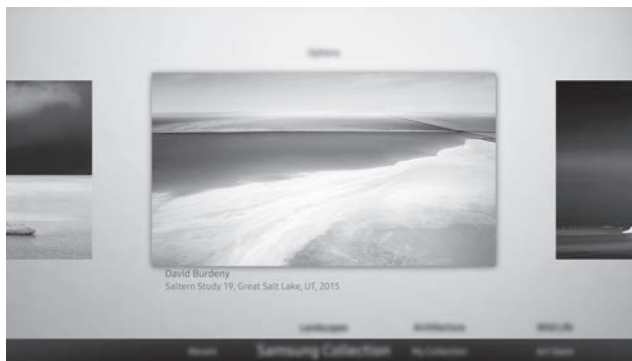 Options
David Burdeny
Saltern Study 19, Great Salt Lake, UT, 2015
Landscapes Architecture Wild Life
Recent Samsung Collection My Collection Art Store